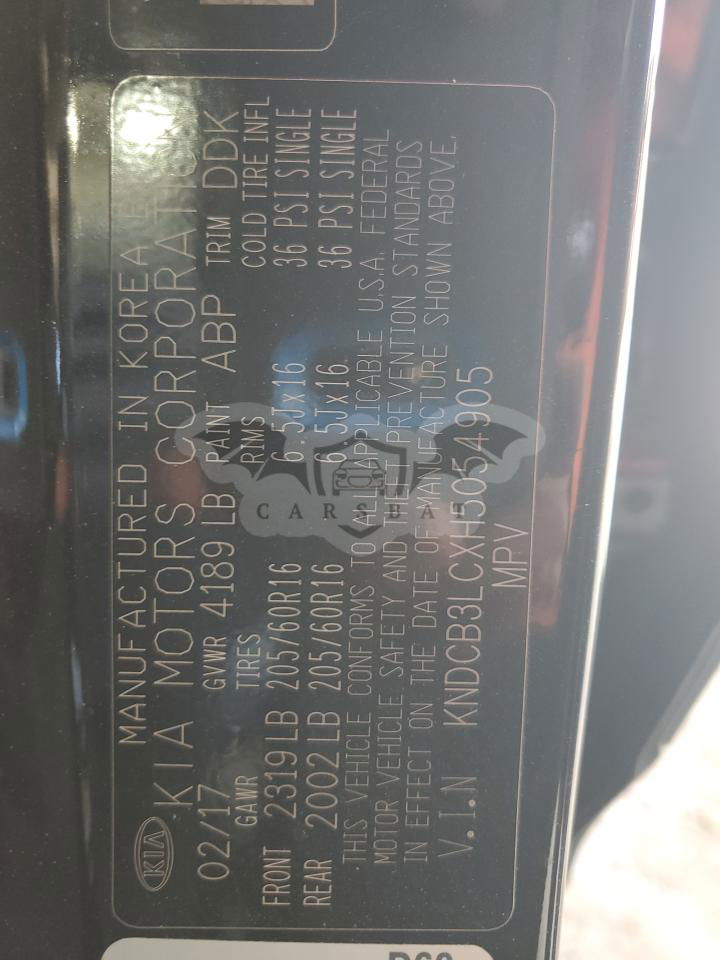 MANUFACTURED IN KOREA
KIA KIA MOTORS CORPORATION
02/17 GVWR 4189 LB PAINT ABP TRIM DDK
GAWR TIRES RIMS COLD TIRE INFL
FRONT 2319 LB 205/60R16 6.5Jx16 36 PSI SINGLE
REAR 2002 LB 205/60R16 6.5Jx16 36 PSI SINGLE
THIS VEHICLE CONFORMS TO ALL APPLICABLE U.S.A. FEDERAL
MOTOR VEHICLE SAFETY AND THEFT PREVENTION STANDARDS
IN EFFECT ON THE DATE OF MANUFACTURE SHOWN ABOVE.
V.I.N KNDCB3LCXH5054905
MPV
CARSBAT